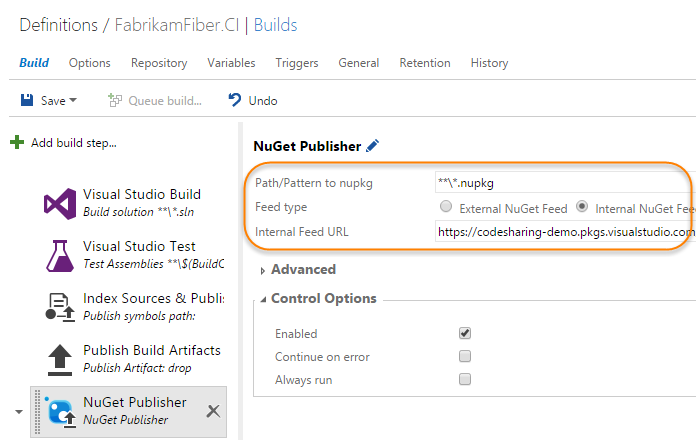 Definitions / FabrikamFiber.CI | Builds
Build Options Repository Variables Triggers General Retention History
Save Queue build... Undo
Add build step...
Visual Studio Build
Build solution **\*.sln
Visual Studio Test
Test Assemblies **\$(BuildC
Index Sources & Publis
Publish symbols path:
Publish Build Artifacts
Publish Artifact: drop
NuGet Publisher
NuGet Publisher
NuGet Publisher
Path/Pattern to nupkg **\*.nupkg
Feed type External NuGet Feed Internal NuGet Feed
Internal Feed URL https://codesharing-demo.pkgs.visualstudio.com
Advanced
Control Options
Enabled
Continue on error
Always run